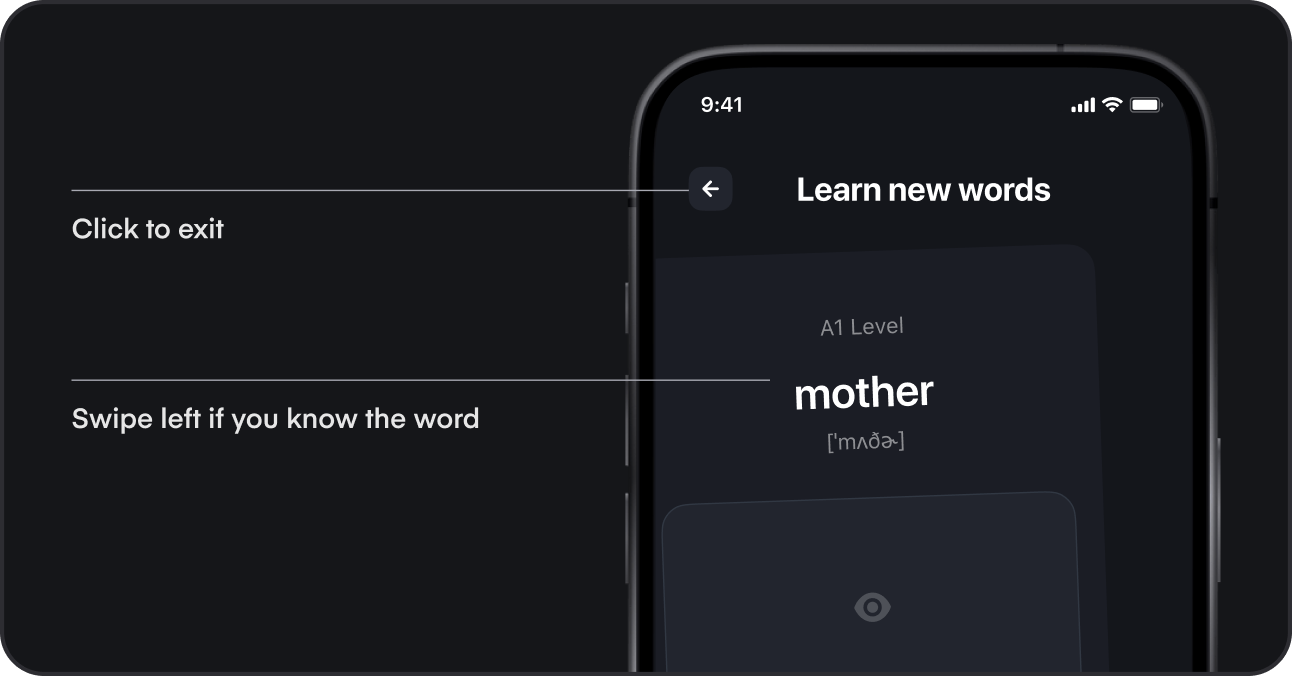 9:41
Learn new words
Click to exit
A1 Level
mother
[ˈmʌðɚ]
Swipe left if you know the word